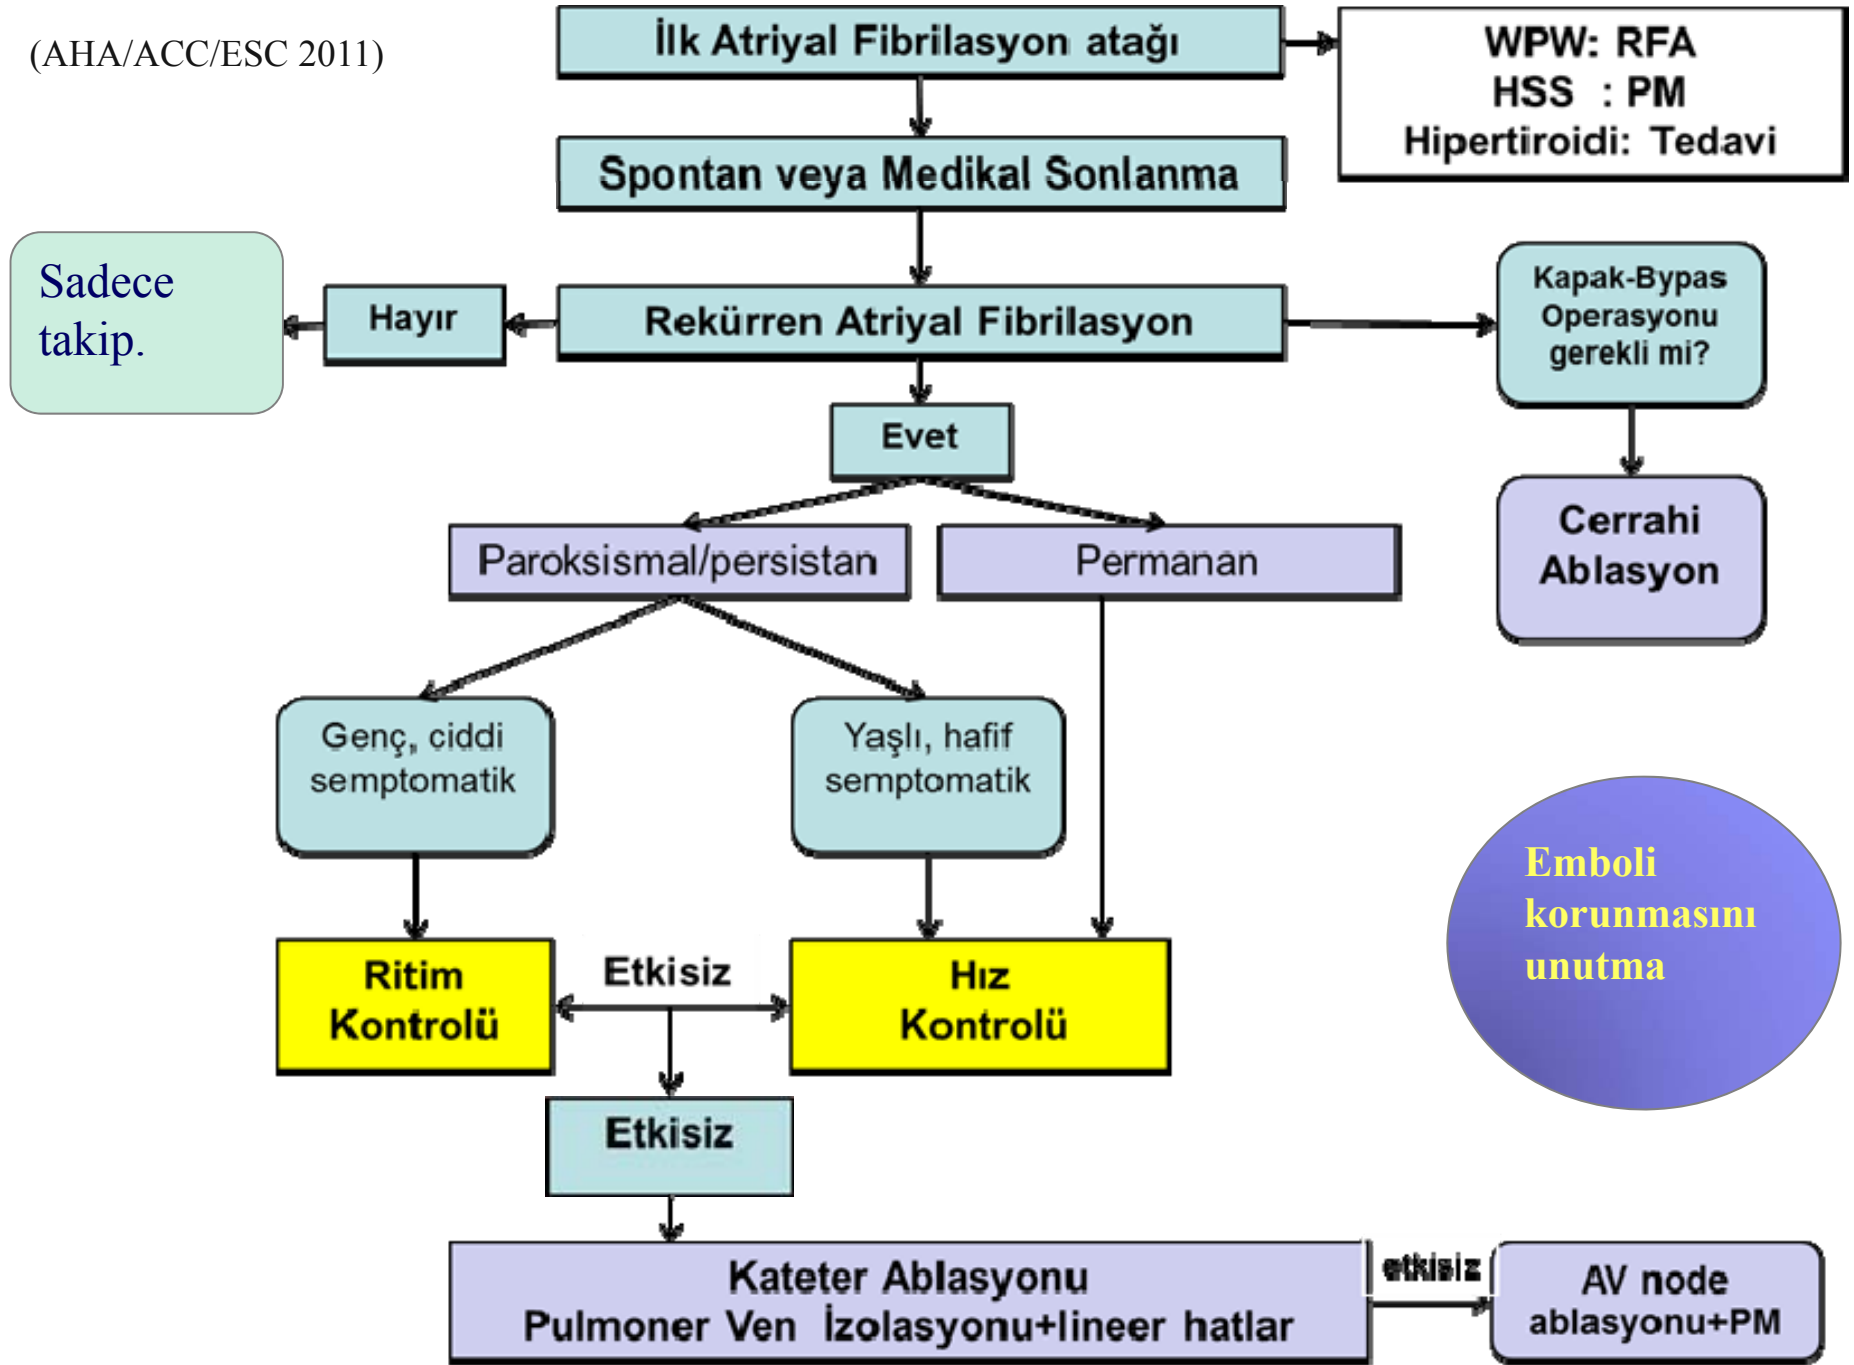 (AHA/ACC/ESC 2011)
İlk Atriyal Fibrilasyon atağı
WPW: RFA
HSS : PM
Hipertiroidi: Tedavi
Spontan veya Medikal Sonlanma
Sadece
takip.
Hayır
Rekürren Atriyal Fibrilasyon
Kapak-Bypas
Operasyonu
gerekli mi?
Evet
Cerrahi
Ablasyon
Paroksismal/persistan
Permanan
Genç, ciddi
semptomatik
Yaşlı, hafif
semptomatik
Emboli
korunmasını
unutma
Ritim
Kontrolü
Etkisiz
Hız
Kontrolü
Etkisiz
Kateter Ablasyonu
Pulmoner Ven İzolasyonu+lineer hatlar
etkisiz
AV node
ablasyonu+PM